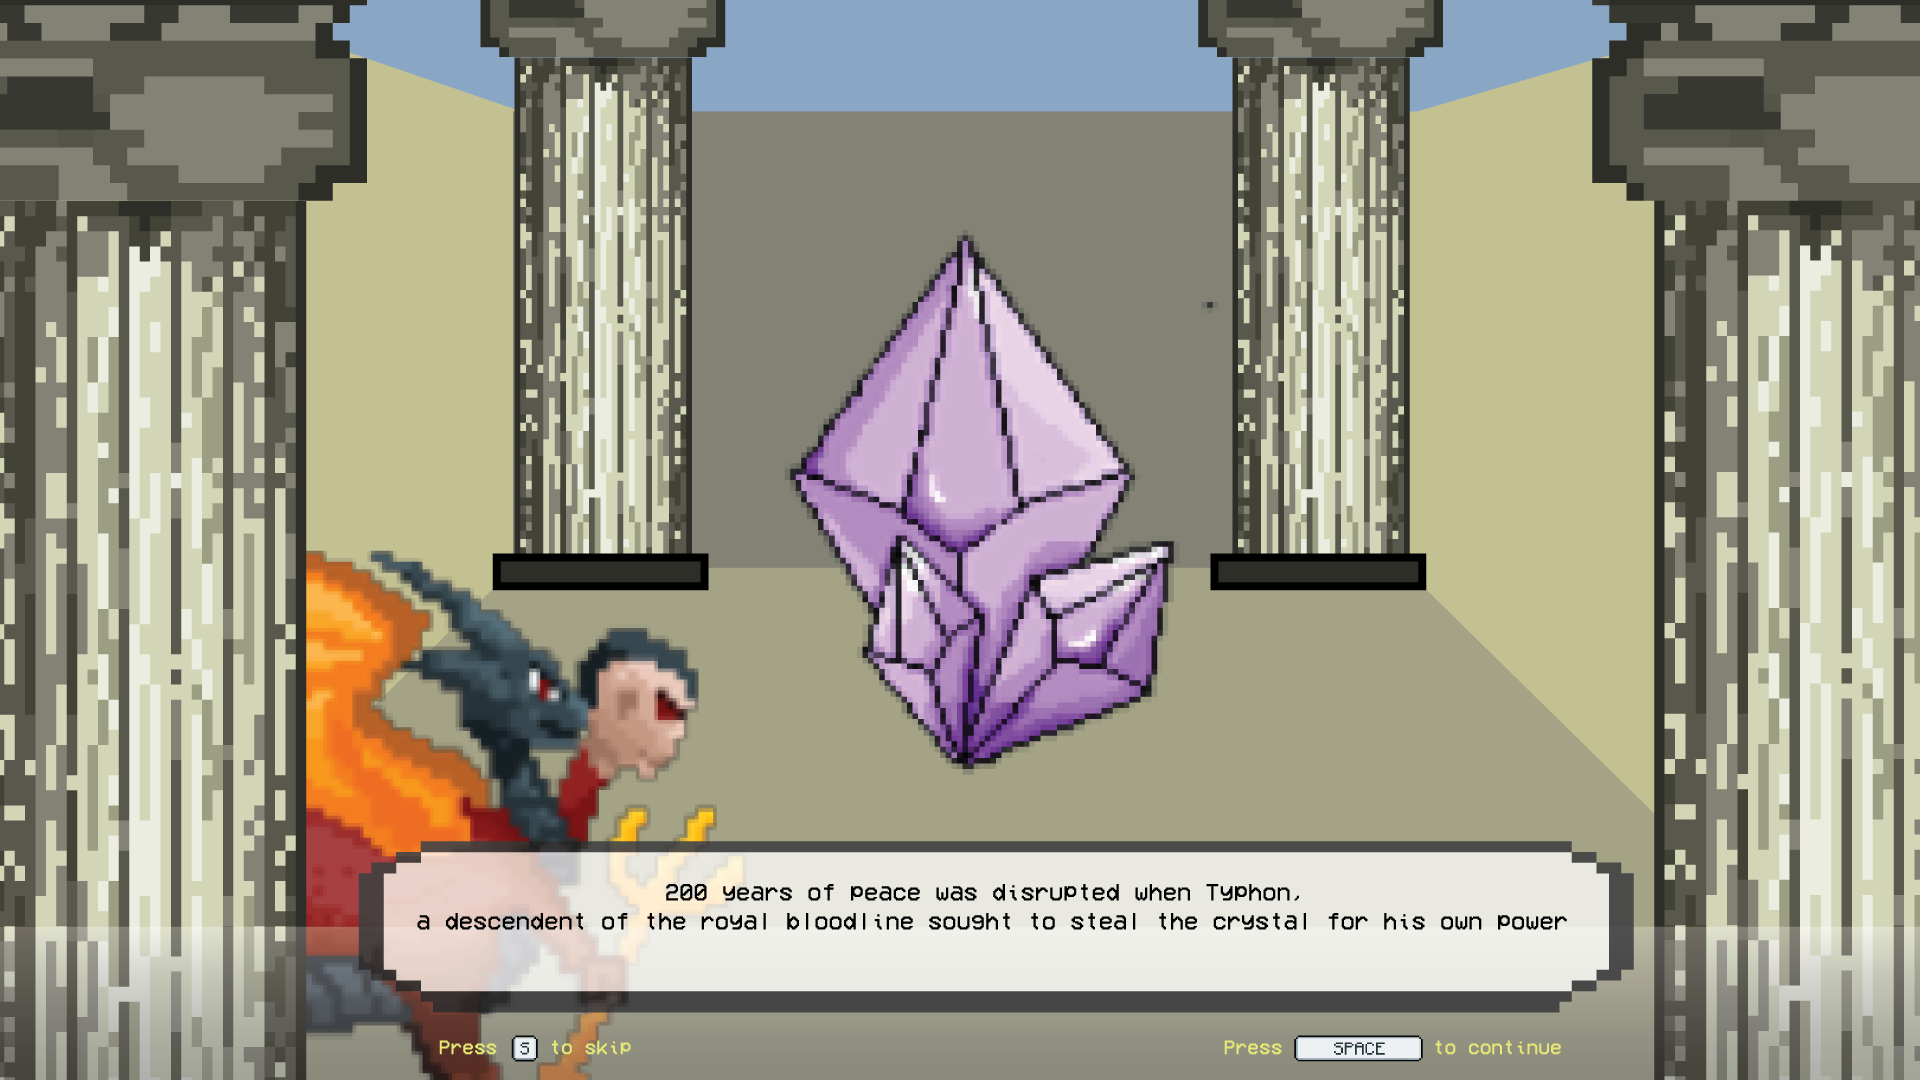 200 years of peace was disrupted when Typhon,
a descendent of the royal bloodline sought to steal the crystal for his own power
Press S to skip
Press SPACE to continue